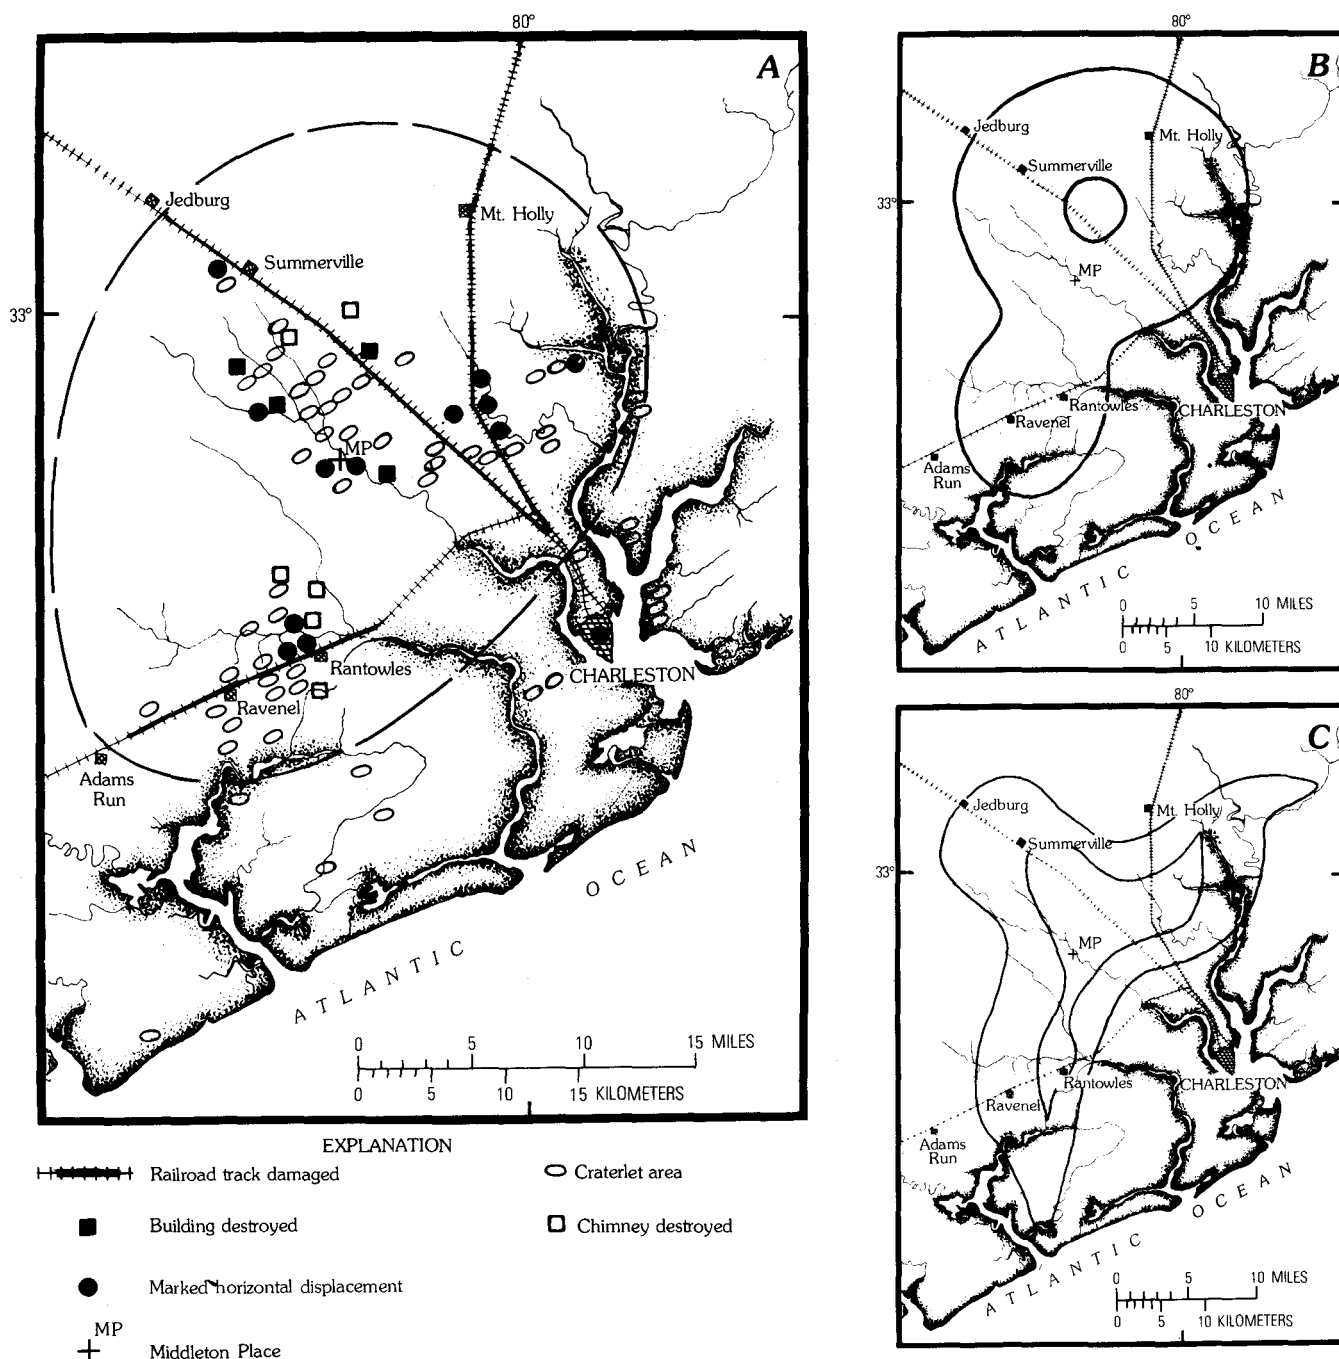 80°
A
Jedburg
Mt. Holly
Summerville
33°
MP
Rantowles
CHARLESTON
Ravenel
Adams
Run
OCEAN
ATLANTIC
0 5 10 15 MILES
0 5 10 15 KILOMETERS
EXPLANATION
Railroad track damaged
Craterlet area
Building destroyed
Chimney destroyed
Marked horizontal displacement
MP
Middleton Place
80°
B
Jedburg
Mt. Holly
Summerville
33°
MP
Rantowles
CHARLESTON
Ravenel
Adams
Run
OCEAN
ATLANTIC
0 5 10 MILES
0 5 10 KILOMETERS
80°
C
Jedburg
Mt. Holly
Summerville
33°
MP
Rantowles
CHARLESTON
Ravenel
Adams
Run
OCEAN
ATLANTIC
0 5 10 MILES
0 5 10 KILOMETERS